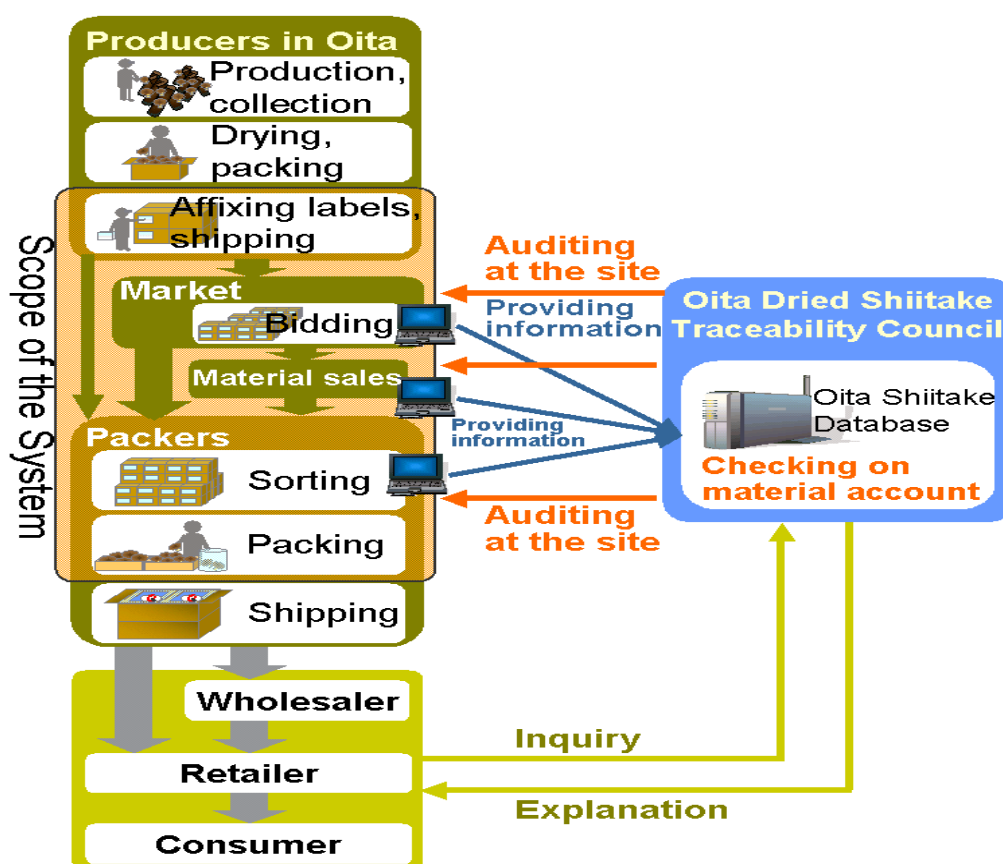 Producers in Oita
Production,
collection
Drying,
packing
Affixing labels,
shipping
Scope of the System
Market
Bidding
Material sales
Packers
Sorting
Packing
Shipping
Auditing
at the site
Providing
information
Providing
information
Auditing
at the site
Oita Dried Shiitake
Traceability Council
Oita Shiitake
Database
Checking on
material account
Wholesaler
Retailer
Consumer
Inquiry
Explanation